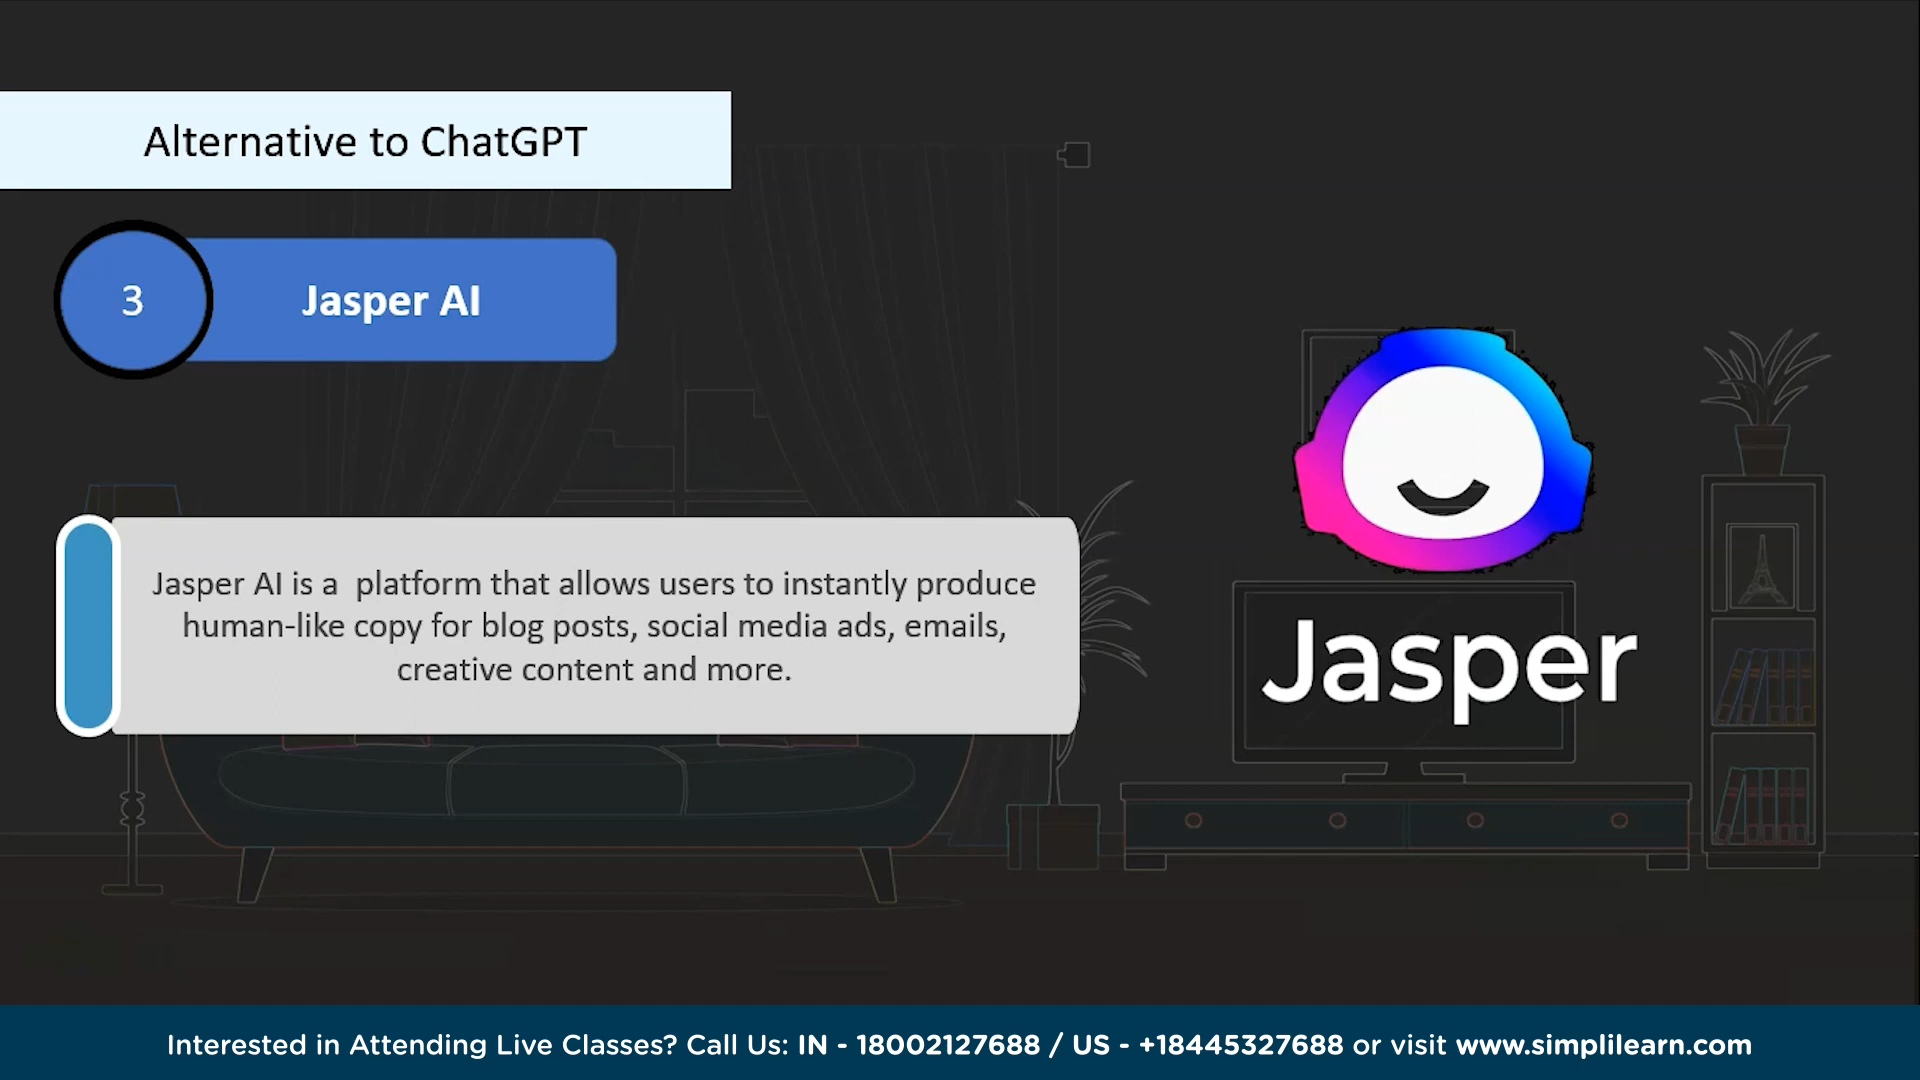 Alternative to ChatGPT
3
Jasper AI
Jasper AI is a  platform that allows users to instantly produce
human-like copy for blog posts, social media ads, emails,
creative content and more.
Jasper
Interested in Attending Live Classes? Call Us: IN - 18002127688 / US - +18445327688 or visit www.simplilearn.com